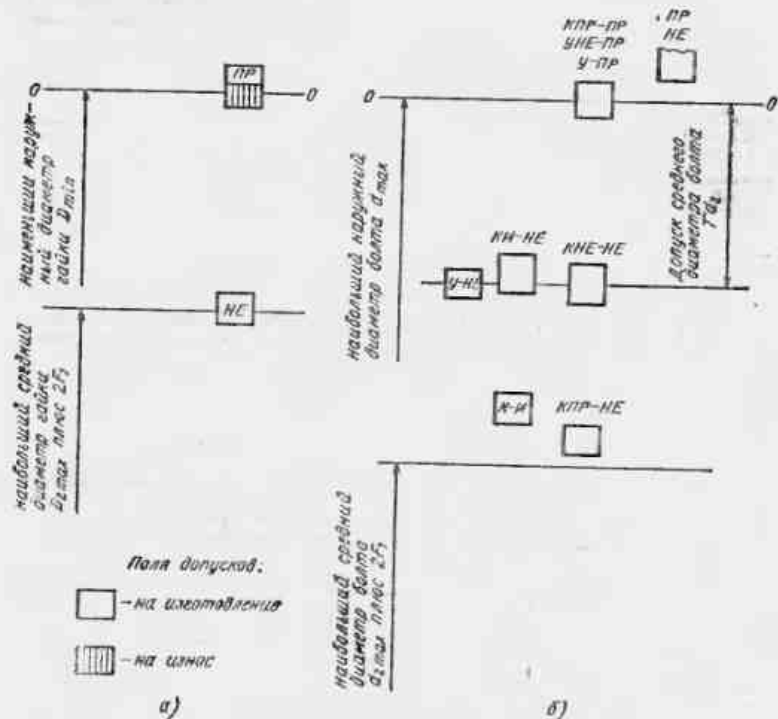 ПР
0
0
наименьший наруж-
ный диаметр
гайки Dmin
НЕ
наибольший средний
диаметр гайки
D2max плюс 2F1
Поля допусков:
-на изготовление
-на износ
а)
КПР-ПР
УНЕ-ПР
У-ПР
ПР
НЕ
0
0
наибольший наружный
диаметр болта dmax
Допуск среднего
диаметра болта
Td2
КИ-НЕ
КНЕ-НЕ
У-НЕ
К-И
КПР-НЕ
наибольший средний
диаметр болта
d2max плюс 2F1
б)